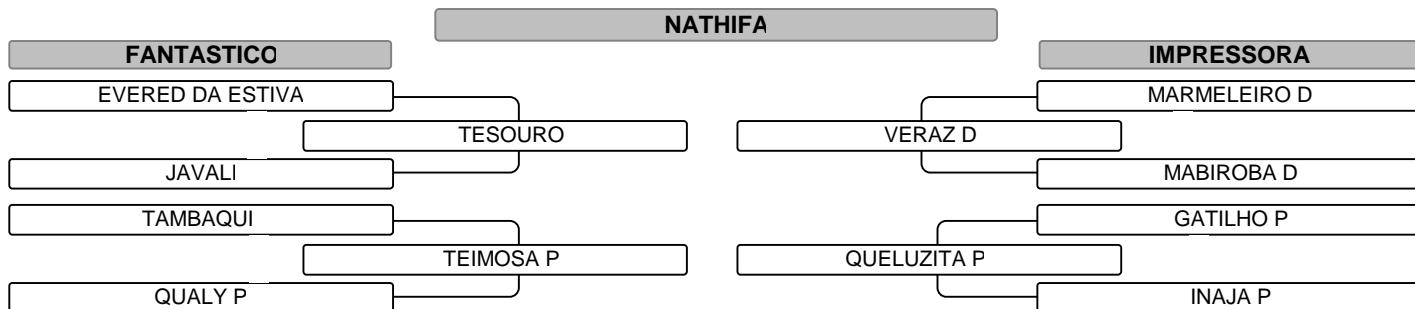 NATHIFA
FANTASTICO
IMPRESSORA
EVERED DA ESTIVA
MARMELEIRO D
TESOURO
VERAZ D
JAVALI
MABIROBA D
TAMBAQUI
GATILHO P
TEIMOSA P
QUELUZITA P
QUALY P
INAJA P